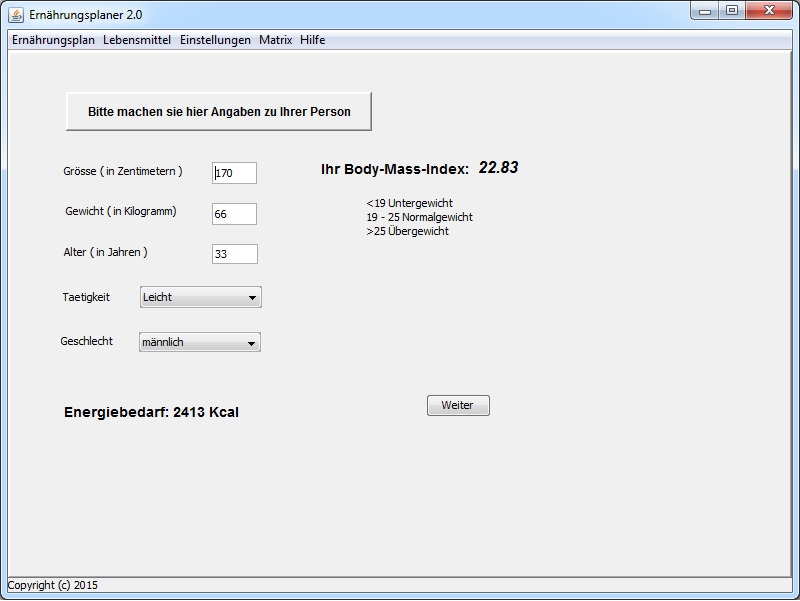 Ernährungsplaner 2.0
Ernährungsplan Lebensmittel Einstellungen Matrix Hilfe
Bitte machen sie hier Angaben zu Ihrer Person
Grösse ( in Zentimetern ) 170
Ihr Body-Mass-Index: 22.83
<19 Untergewicht
19 - 25 Normalgewicht
>25 Übergewicht
Gewicht ( in Kilogramm) 66
Alter ( in Jahren ) 33
Taetigkeit Leicht
Geschlecht männlich
Energiebedarf: 2413 Kcal
Weiter
Copyright (c) 2015